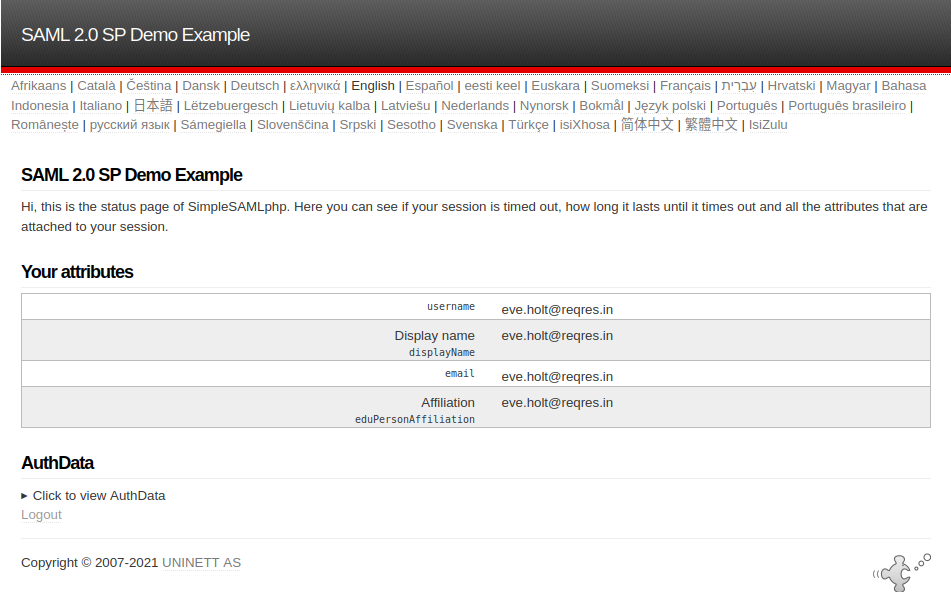 SAML 2.0 SP Demo Example
Afrikaans | Català | Čeština | Dansk | Deutsch | ελληνικά | English | Español | eesti keel | Euskara | Suomeksi | Français | עִבְרִית | Hrvatski | Magyar | Bahasa
Indonesia | Italiano | 日本語 | Lëtzebuergesch | Lietuvių kalba | Latviešu | Nederlands | Nynorsk | Bokmål | Język polski | Português | Português brasileiro |
Românește | русский язык | Sámegiella | Slovenščina | Srpski | Sesotho | Svenska | Türkçe | isiXhosa | 简体中文 | 繁體中文 | IsiZulu
SAML 2.0 SP Demo Example
Hi, this is the status page of SimpleSAMLphp. Here you can see if your session is timed out, how long it lasts until it times out and all the attributes that are
attached to your session.
Your attributes
username eve.holt@reqres.in
Display name eve.holt@reqres.in
displayName
email eve.holt@reqres.in
Affiliation eve.holt@reqres.in
eduPersonAffiliation
AuthData
► Click to view AuthData
Logout
Copyright © 2007-2021 UNINETT AS